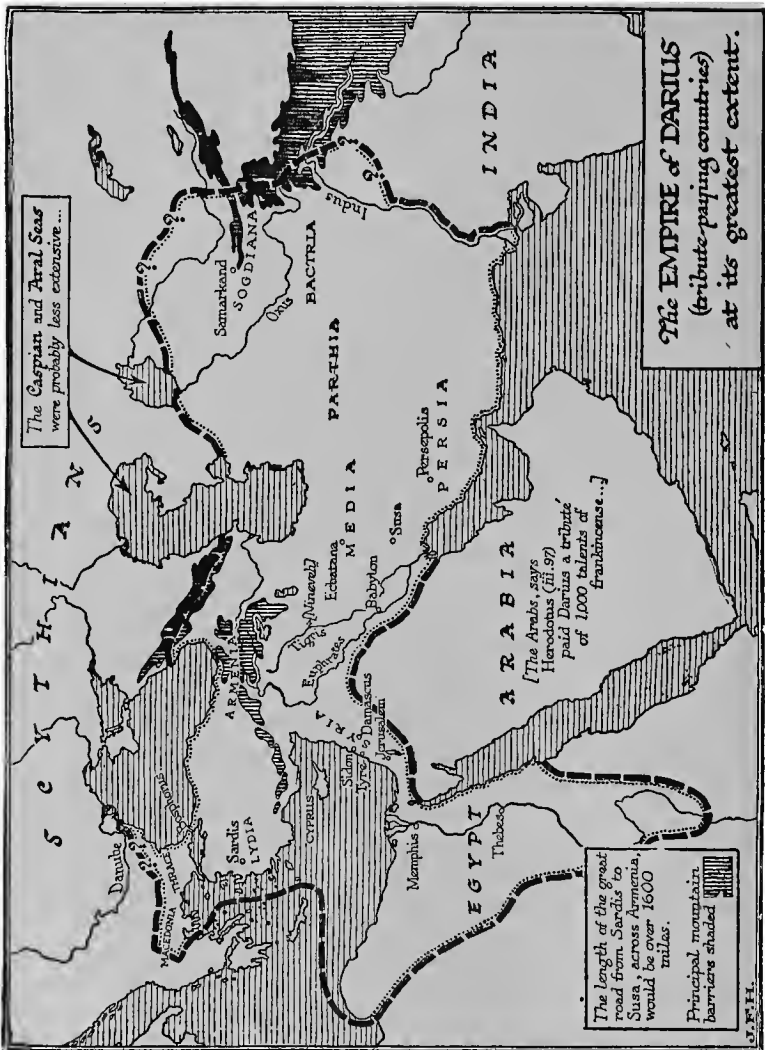 The EMPIRE of DARIUS
(tribute-paying countries)
at its greatest extent.
The Caspian and Aral Seas
were probably less extensive...
SCYTHIANS
Danube
MACEDONIA
THRACE
Bosphorus
Sardis
LYDIA
CYPRUS
ARMENIA
[Nineveh]
Tigris
Euphrates
Ecbatana
MEDIA
Babylon
Susa
Persepolis
PERSIA
PARTHIA
BACTRIA
Samarkand
SOGDIANA
Oxus
Indus
INDIA
SYRIA
Sidon
Tyre
Damascus
Jerusalem
ARABIA
[The Arabs, says
Herodotus (iii. 97)
paid Darius a tribute
of 1,000 talents of
frankincense...]
Memphis
EGYPT
Thebes
The length of the great
road from Sardis to
Susa, across Armenia,
would be over 1600
miles.
Principal mountain
barriers shaded
J.F.H.